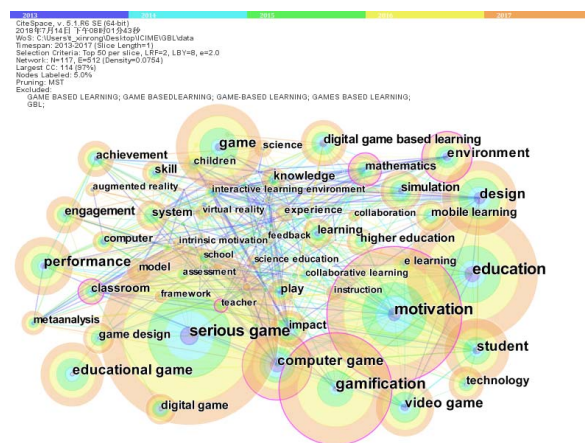 2013 2014 2015 2016 2017
CiteSpace, v. 5.1.R6 SE (64-bit)
2018年7月14日 下午08时01分43秒
WoS: C:\Users\t_xinrong\Desktop\ICIME\GBL\data
Timespan: 2013-2017 (Slice Length=1)
Selection Criteria: Top 50 per slice, LRF=2, LBY=8, e=2.0
Network: N=117, E=512 (Density=0.0754)
Largest CC: 114 (97%)
Nodes Labeled: 5.0%
Pruning: MST
Excluded:
GAME BASED LEARNING; GAME BASEDLEARNING; GAME-BASED LEARNING; GAMES BASED LEARNING;
GBL;
game science digital game based learning
achievement children mathematics environment
skill knowledge
augmented reality interactive learning environment simulation design
engagement system virtual reality experience collaboration mobile learning
computer intrinsic motivation feedback learning higher education
performance school science education e learning
model assessment collaborative learning education
classroom framework play instruction
teacher motivation
metaanalysis game design serious game impact
student
educational game computer game
gamification technology
digital game video game